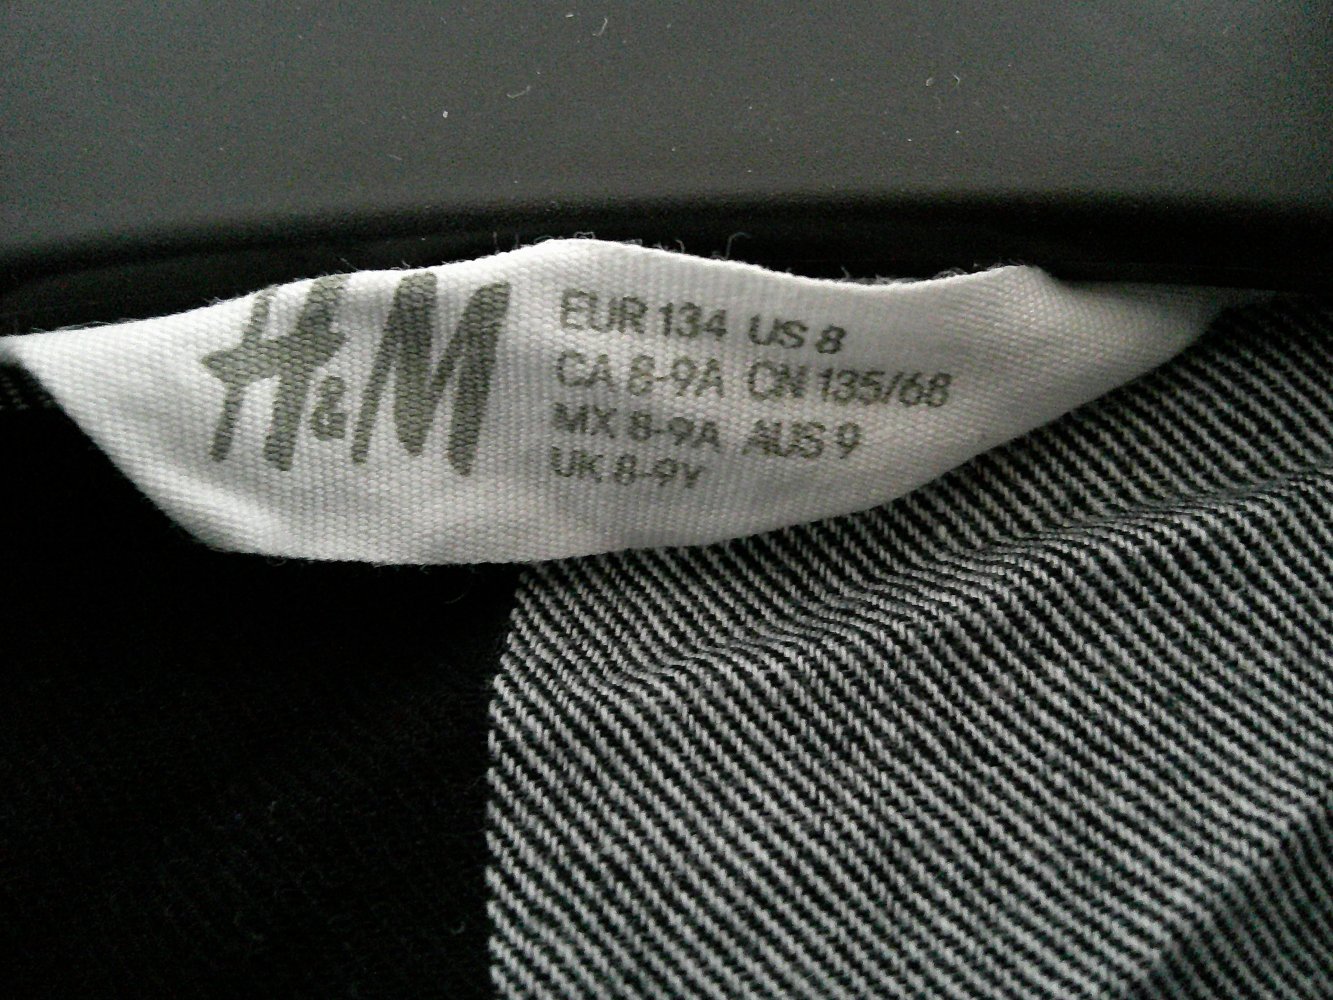 H&M
EUR 134 US 8
CA 8-9A CN 135/68
MX 8-9A AUS 9
UK 8-9Y